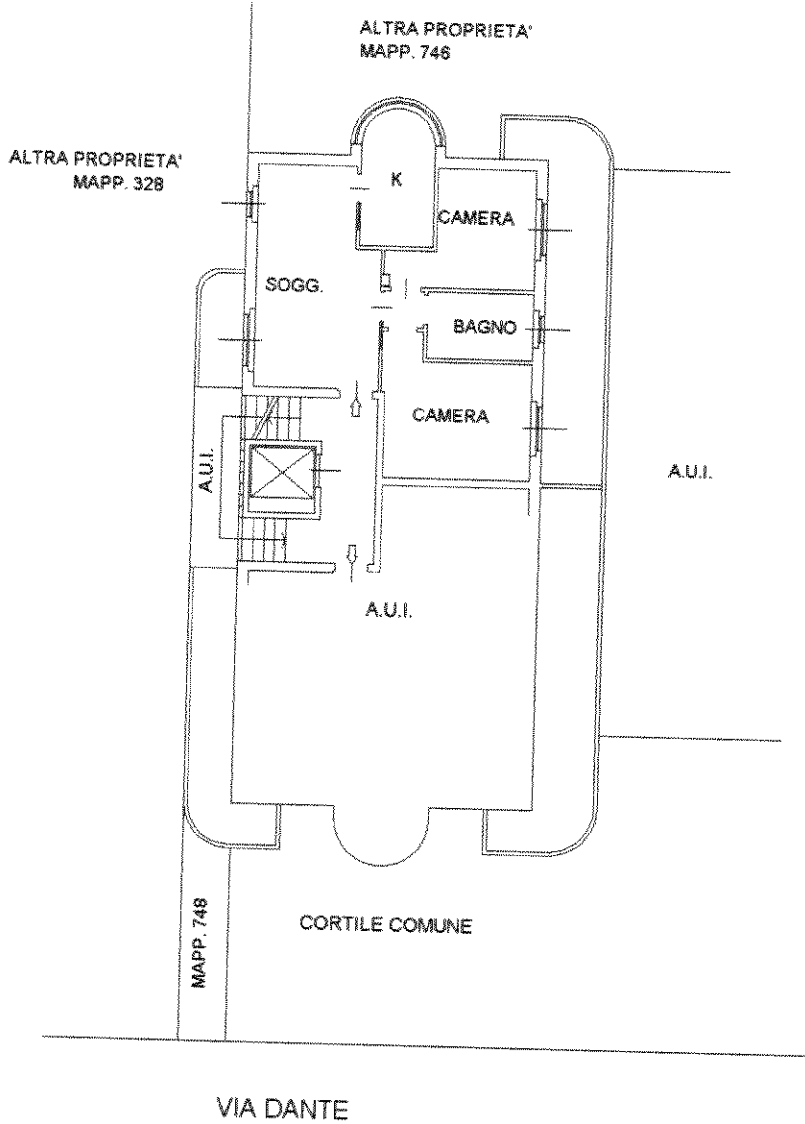 ALTRA PROPRIETA'
MAPP. 746
ALTRA PROPRIETA'
MAPP. 328
K
CAMERA
SOGG.
BAGNO
CAMERA
A.U.I.
A.U.I.
A.U.I.
MAPP. 748
CORTILE COMUNE
VIA DANTE